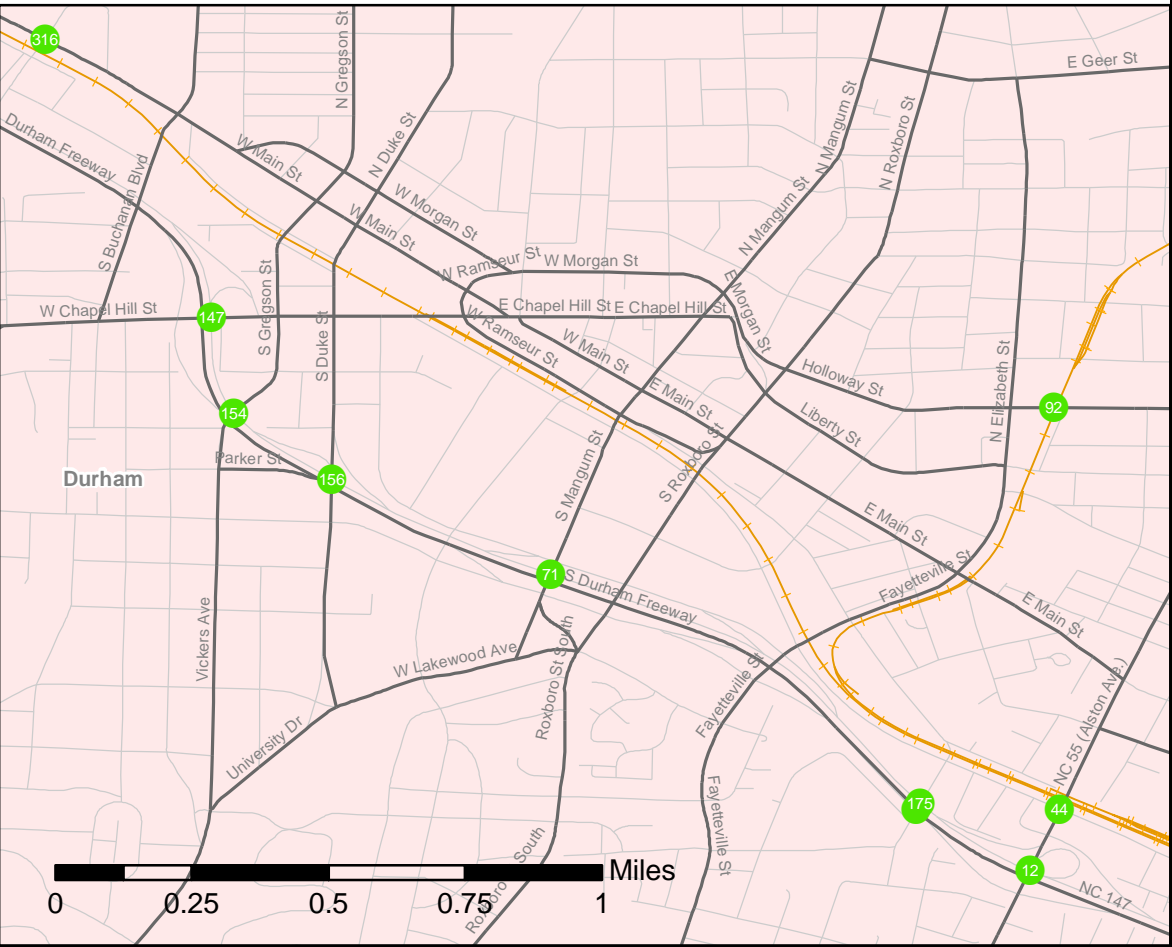 316
N Gregson St
E Geer St
N Mangum St
N Roxboro St
N Duke St
Durham Freeway
W Main St
S Buchanan Blvd
W Morgan St
W Main St
N Mangum St
W Ramseur St
W Morgan St
W Chapel Hill St
147
S Gregson St
E Chapel Hill St
E Chapel Hill St
E Morgan St
S Duke St
W Ramseur St
W Main St
Holloway St
N Elizabeth St
92
154
E Main St
Liberty St
Parker St
Durham
156
S Mangum St
S Roxboro St
E Main St
71
S Durham Freeway
Fayetteville St
E Main St
Vickers Ave
W Lakewood Ave
Roxboro St South
Fayetteville St
NC 55 (Alston Ave.)
University Dr
Fayetteville St
175
44
12
NC 147
Roxboro South
Miles
0 0.25 0.5 0.75 1